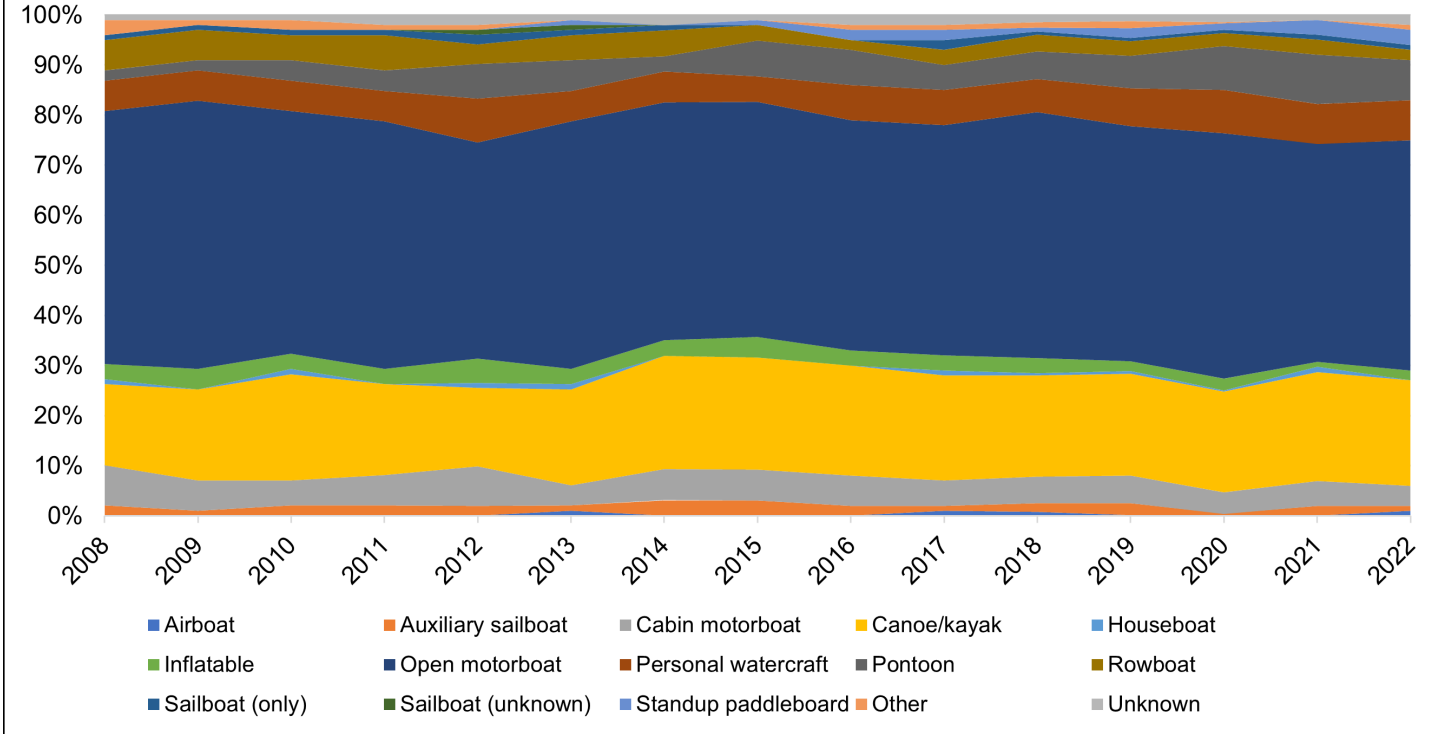 100%
90%
80%
70%
60%
50%
40%
30%
20%
10%
0%
2008 2009 2010 2011 2012 2013 2014 2015 2016 2017 2018 2019 2020 2021 2022
Airboat Auxiliary sailboat Cabin motorboat Canoe/kayak Houseboat
Inflatable Open motorboat Personal watercraft Pontoon Rowboat
Sailboat (only) Sailboat (unknown) Standup paddleboard Other Unknown